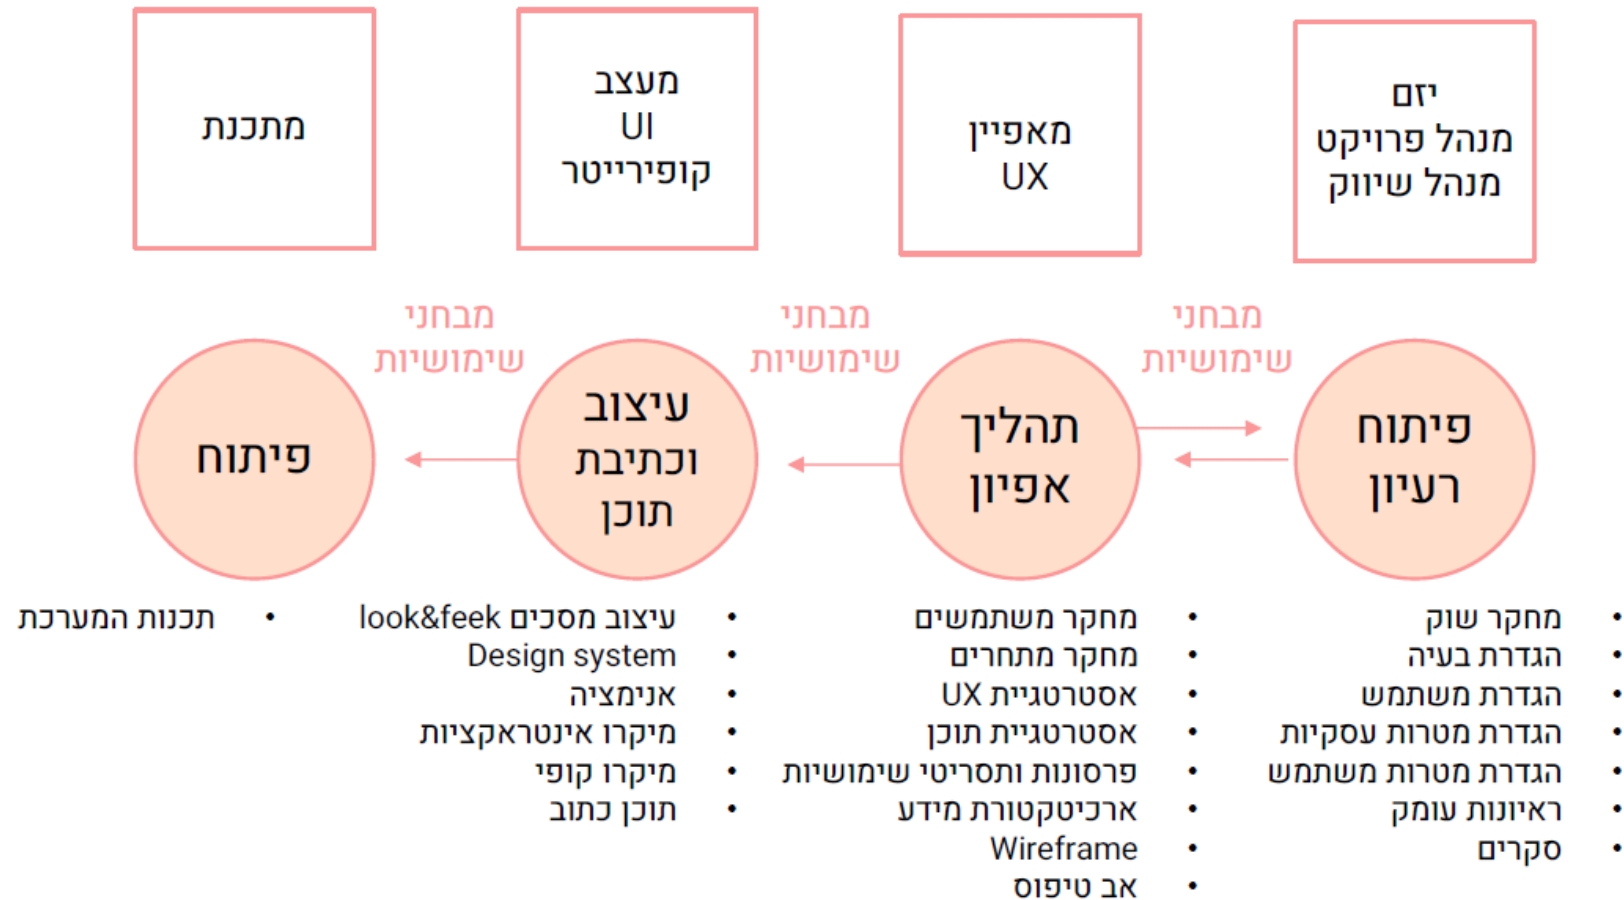 יזם
מנהל פרויקט
מנהל שיווק
מאפיין
UX
מעצב
UI
קופירייטר
מתכנת
מבחני
שימושיות
מבחני
שימושיות
מבחני
שימושיות
פיתוח
רעיון
תהליך
אפיון
עיצוב
וכתיבת
תוכן
פיתוח
• מחקר שוק
• הגדרת בעיה
• הגדרת משתמש
• הגדרת מטרות עסקיות
• הגדרת מטרות משתמש
• ראיונות עומק
• סקרים
• מחקר משתמשים
• מחקר מתחרים
• אסטרטגיית UX
• אסטרטגיית תוכן
• פרסונות ותסריטי שימושיות
• ארכיטקטורת מידע
• Wireframe
• אב טיפוס
• עיצוב מסכים look&feek
• Design system
• אנימציה
• מיקרו אינטראקציות
• מיקרו קופי
• תוכן כתוב
• תכנות המערכת